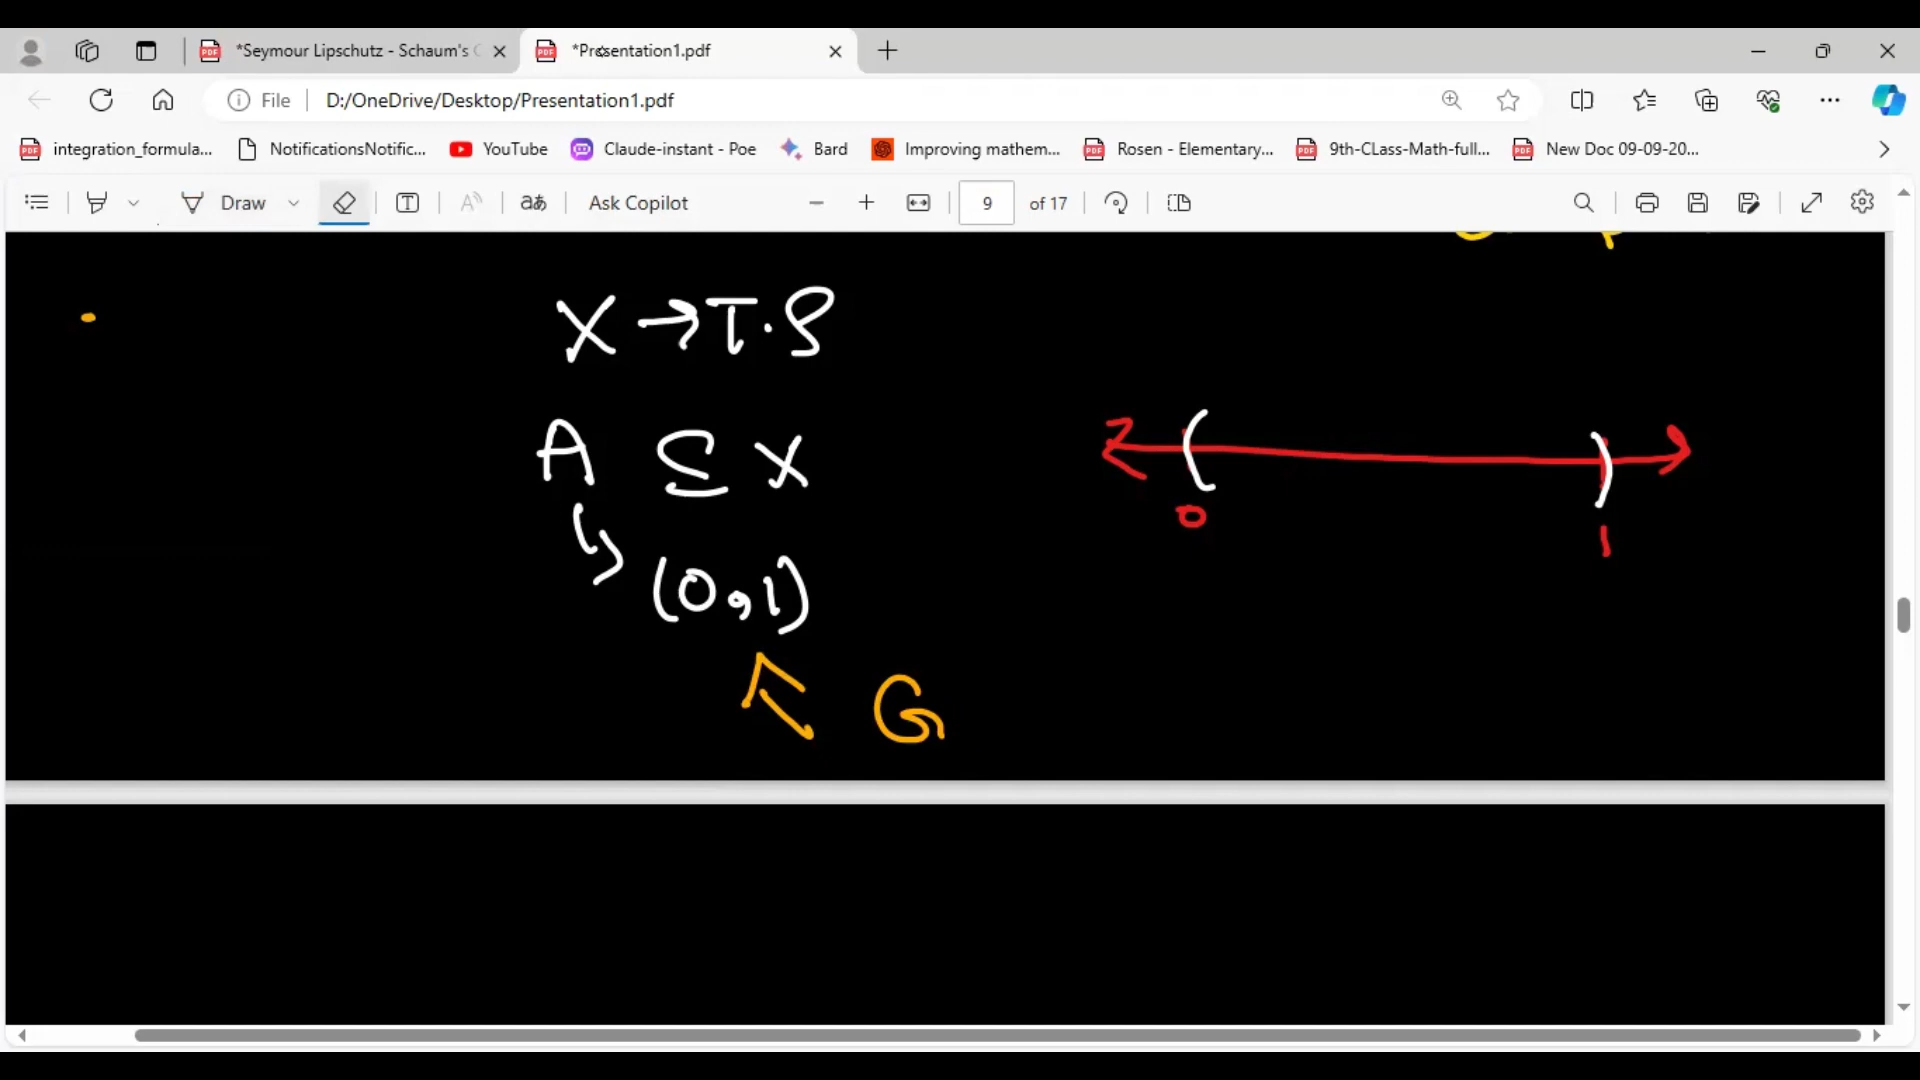 *Seymour Lipschutz - Schaum's
*Presentation1.pdf
File
D:/OneDrive/Desktop/Presentation1.pdf
integration_formula...
NotificationsNotific...
YouTube
Claude-instant - Poe
Bard
Improving mathem...
Rosen - Elementary...
9th-CLass-Math-full...
New Doc 09-09-20...
Draw
Ask Copilot
9 of 17
X → T.S
A ⊆ X
↳ (0,1)
G
0
1